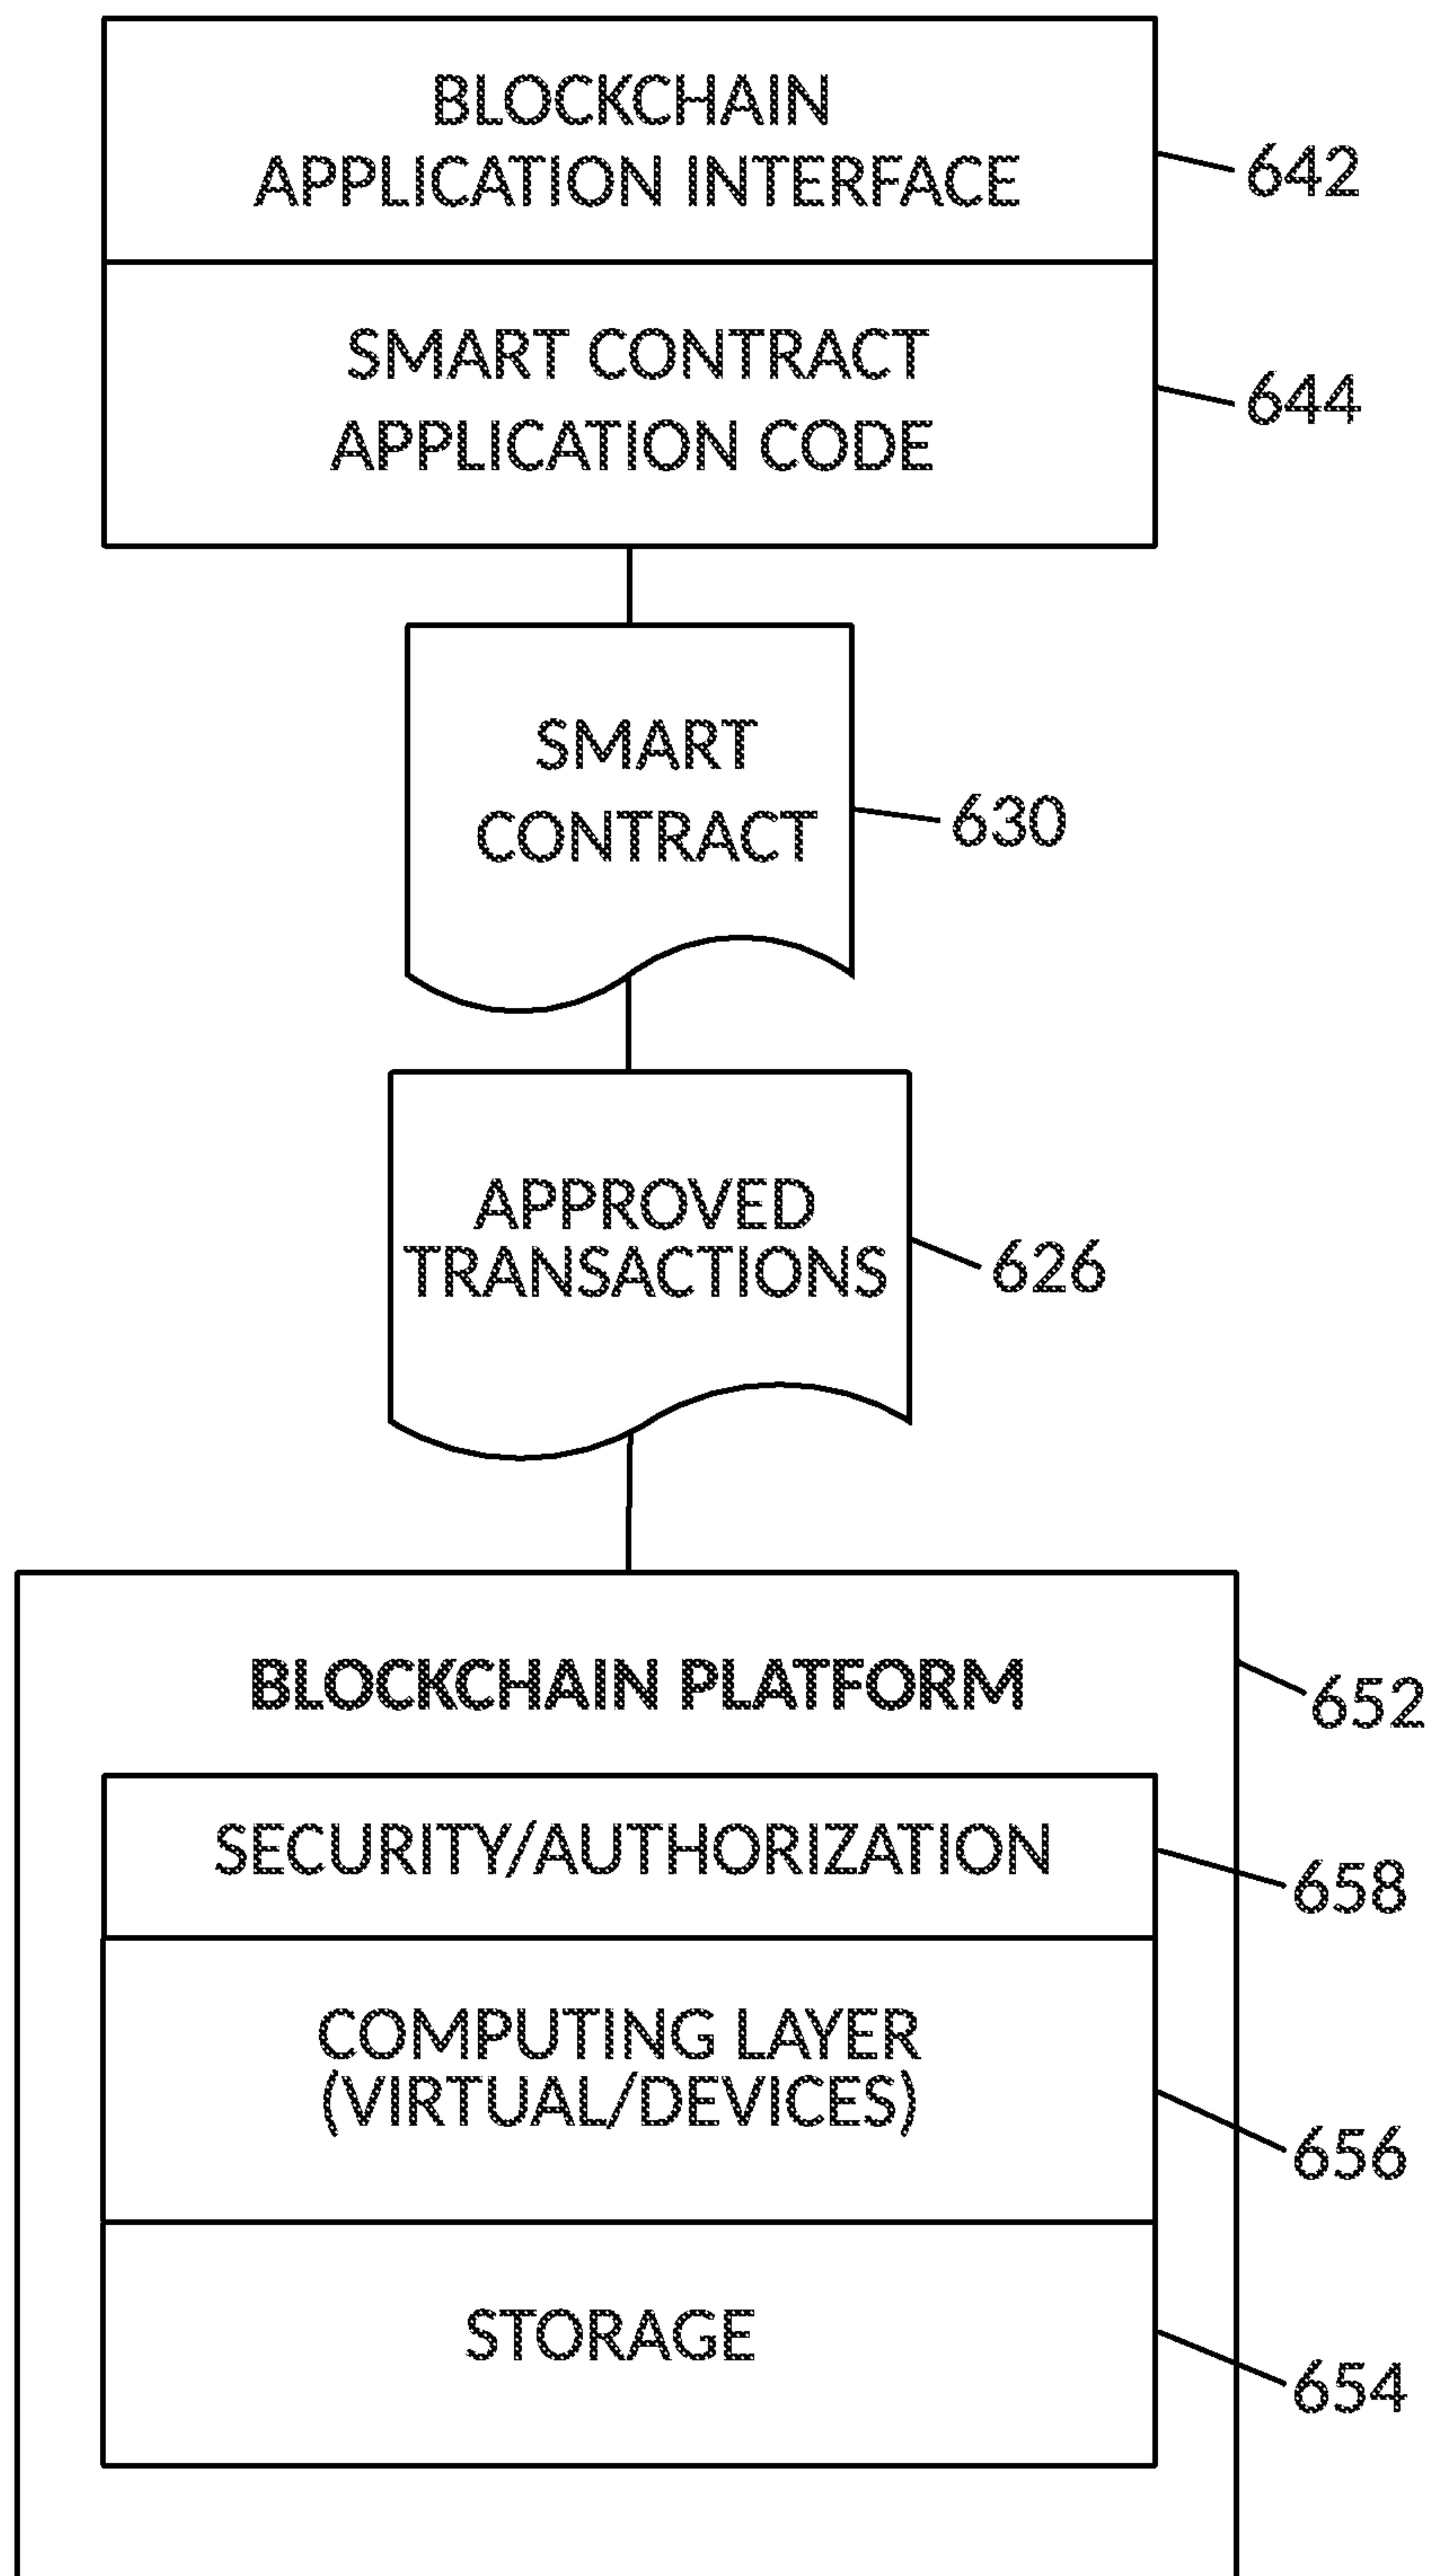 BLOCKCHAIN
APPLICATION INTERFACE
642
SMART CONTRACT
APPLICATION CODE
644
SMART
CONTRACT
630
APPROVED
TRANSACTIONS
626
BLOCKCHAIN PLATFORM
652
SECURITY/AUTHORIZATION
658
COMPUTING LAYER
(VIRTUAL/DEVICES)
656
STORAGE
654